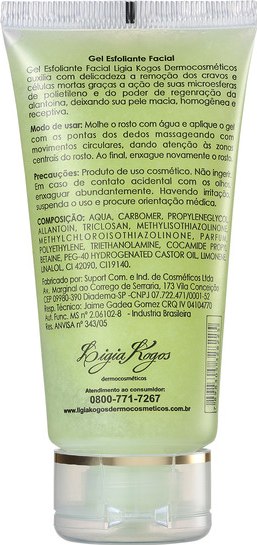 Gel Esfoliante Facial
Gel Esfoliante Facial Ligia Kogos Dermocosméticos
auxilia com delicadeza a remoção dos cravos e
células mortas graças a ação de suas microesferas
de polietileno e do poder de regeneração da
alantoina, deixando sua pele macia, homogênea e
receptiva.
Modo de usar: Molhe o rosto com água e aplique o gel
com as pontas dos dedos massageando com
movimentos circulares, dando atenção às zonas
centrais do rosto. Ao final, enxague novamente o rosto.
Precauções: Produto de uso cosmético. Não ingerir.
Em caso de contato acidental com os olhos,
enxaguar abundantemente. Havendo irritação,
suspenda o uso e procure orientação médica.
COMPOSIÇÃO: AQUA, CARBOMER, PROPYLENEGLYCOL,
ALLANTOIN, TRICLOSAN, METHYLISOTHIAZOLINONE,
METHYLCHLOROISOTHIAZOLINONE, PARFUM,
POLYETHYLENE, TRIETHANOLAMINE, COCAMIDE PROPYL
BETAINE, PEG-40 HYDROGENATED CASTOR OIL, LIMONENE,
LINALOL, CI 42090, CI19140.
Fabricado por: Suport Com. e Ind. de Cosméticos Ltda
Av. Marginal ao Corrego de Serraria, 173 Vila Conceição
CEP 09980-390 Diadema-SP -CNPJ 07.722.471/0001-52
Resp. Técnico: Jaime Gadea Gómez CRQ IV 04104770
Aut. Func. MS nº 2.06102-8 - Indústria Brasileira
Res. ANVISA nº 343/05
Ligia Kogos
dermocosméticos
Atendimento ao consumidor:
0800-771-7267
www.ligiakogosdermocosmeticos.com.br